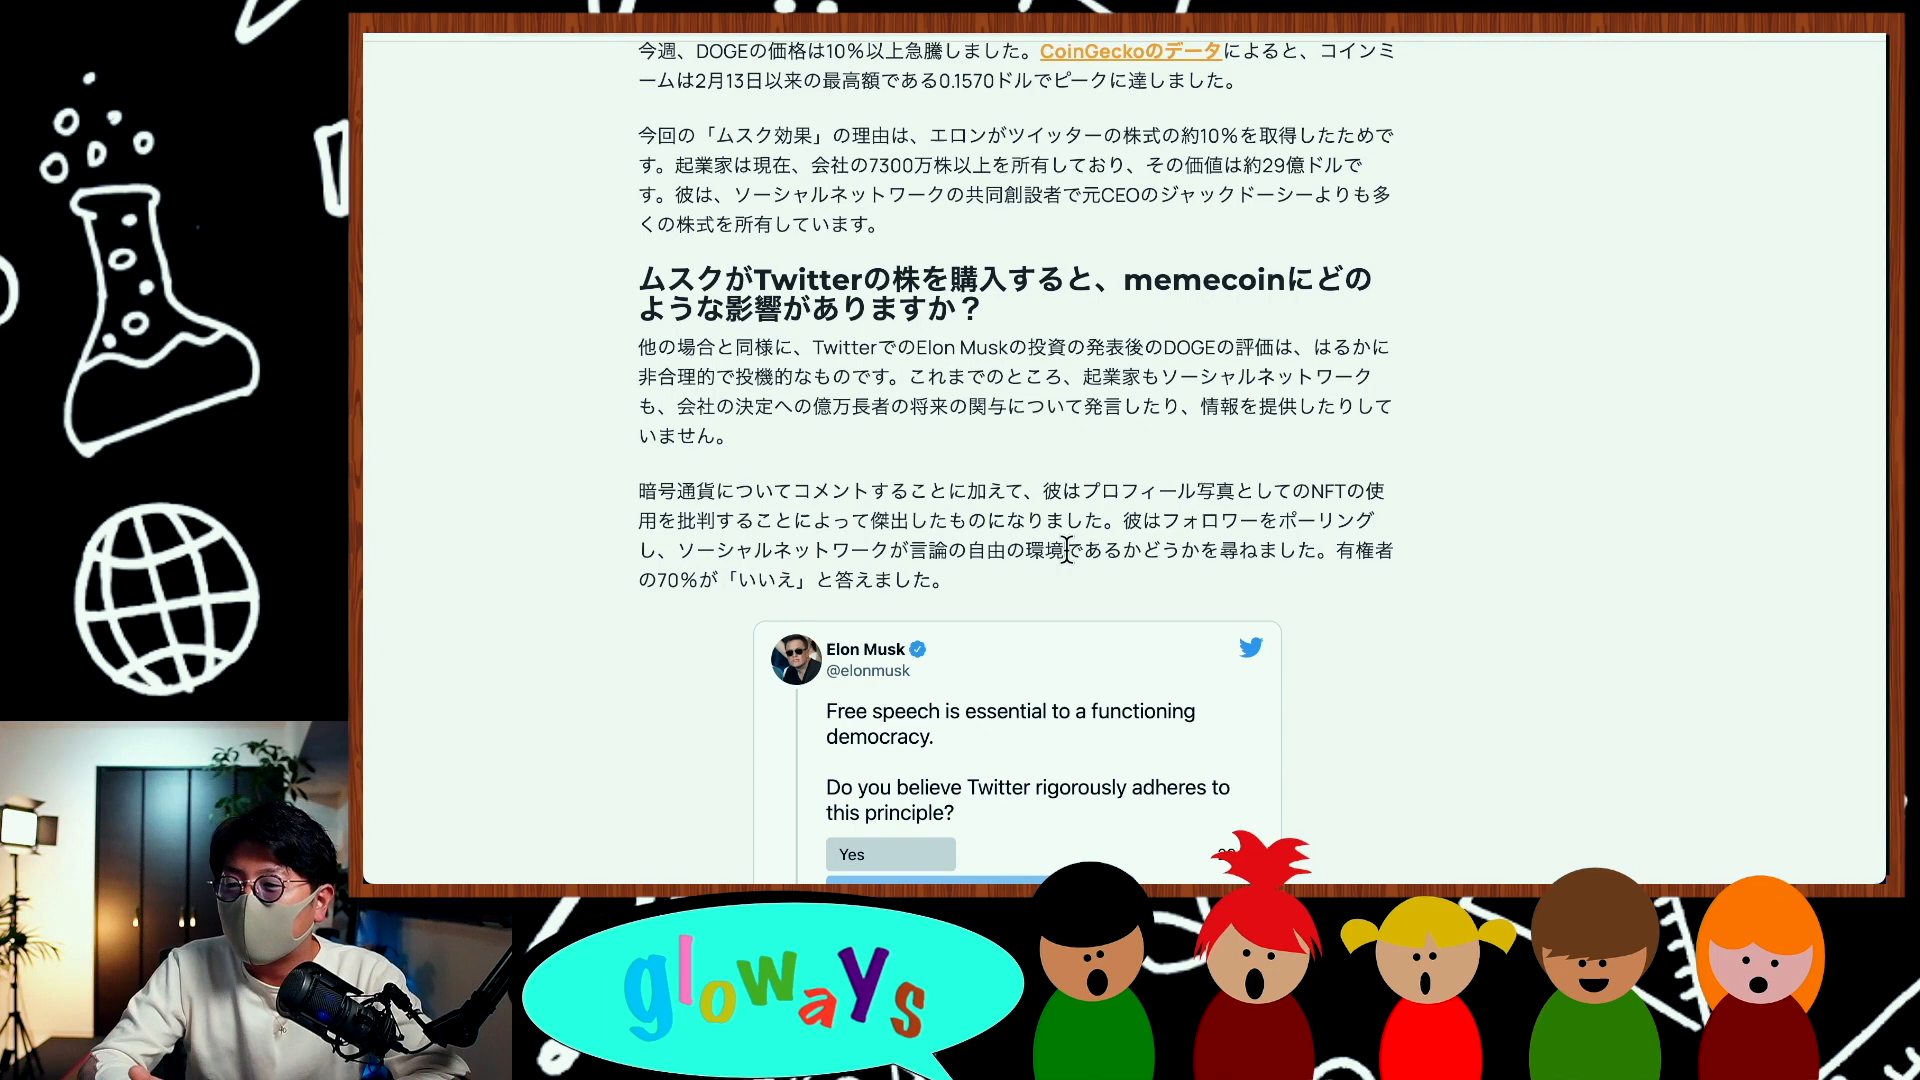 今週、DOGEの価格は10％以上急騰しました。CoinGeckoのデータによると、コインミ
ームは2月13日以来の最高額である0.1570ドルでピークに達しました。
今回の「ムスク効果」の理由は、エロンがツイッターの株式の約10％を取得したためで
す。起業家は現在、会社の7300万株以上を所有しており、その価値は約29億ドルで
す。彼は、ソーシャルネットワークの共同創設者で元CEOのジャックドーシーよりも多
くの株式を所有しています。
ムスクがTwitterの株を購入すると、memecoinにどの
ような影響がありますか？
他の場合と同様に、TwitterでのElon Muskの投資の発表後のDOGEの評価は、はるかに
非合理的で投機的なものです。これまでのところ、起業家もソーシャルネットワーク
も、会社の決定への億万長者の将来の関与について発言したり、情報を提供したりして
いません。
暗号通貨についてコメントすることに加えて、彼はプロフィール写真としてのNFTの使
用を批判することによって傑出したものになりました。彼はフォロワーをポーリング
し、ソーシャルネットワークが言論の自由の環境であるかどうかを尋ねました。有権者
の70％が「いいえ」と答えました。
Elon Musk
@elonmusk
Free speech is essential to a functioning
democracy.
Do you believe Twitter rigorously adheres to
this principle?
Yes
gloways